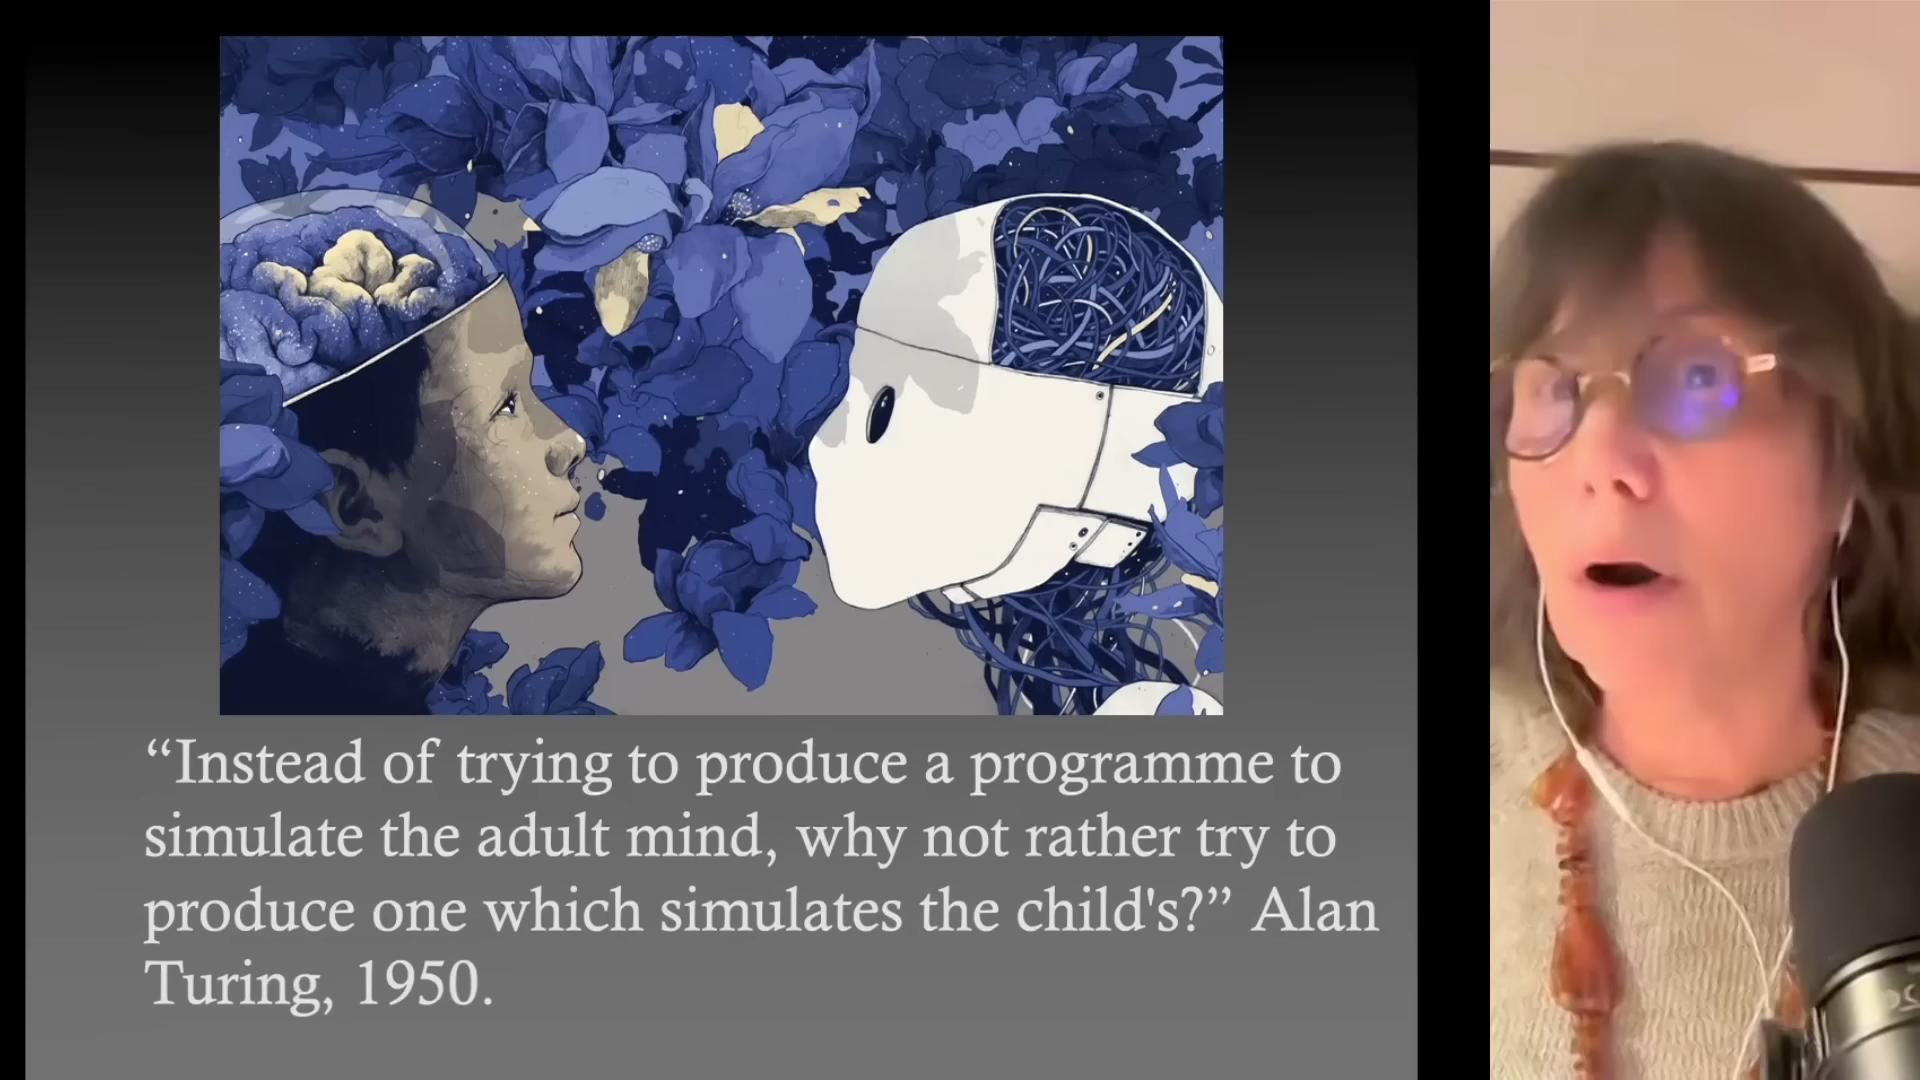 “Instead of trying to produce a programme to
simulate the adult mind, why not rather try to
produce one which simulates the child's?” Alan
Turing, 1950.